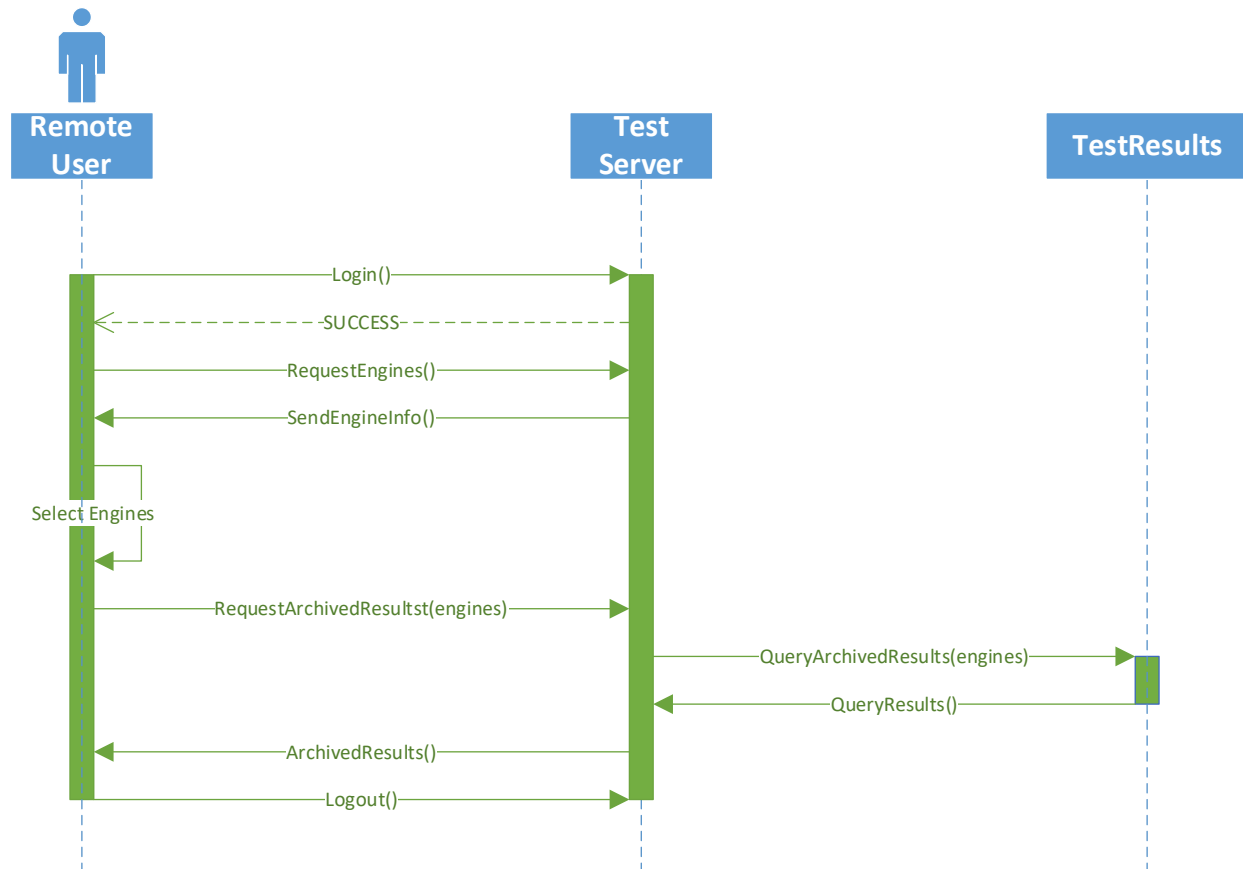 Remote
User
Test
Server
TestResults
Login()
SUCCESS
RequestEngines()
SendEngineInfo()
Select Engines
RequestArchivedResultst(engines)
QueryArchivedResults(engines)
QueryResults()
ArchivedResults()
Logout()